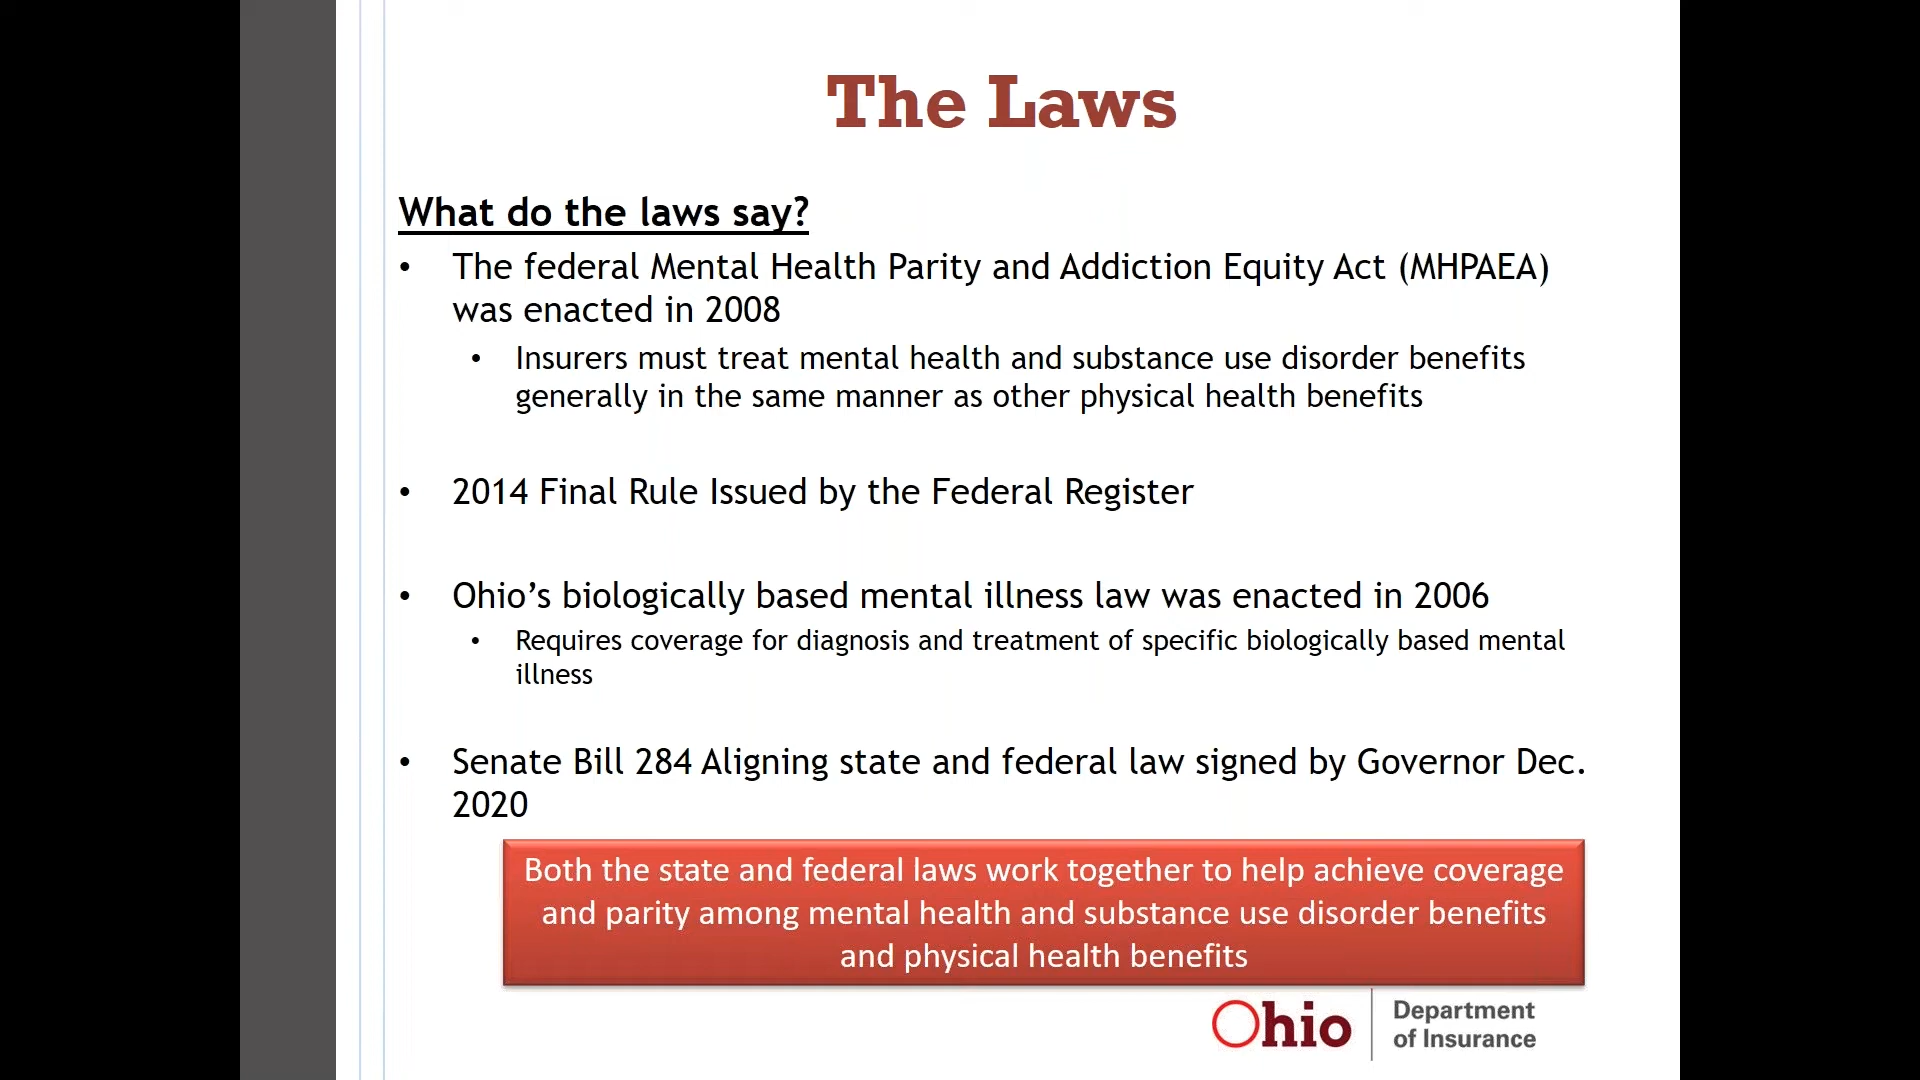 The Laws
What do the laws say?
• The federal Mental Health Parity and Addiction Equity Act (MHPAEA)
was enacted in 2008
• Insurers must treat mental health and substance use disorder benefits
generally in the same manner as other physical health benefits
• 2014 Final Rule Issued by the Federal Register
• Ohio’s biologically based mental illness law was enacted in 2006
• Requires coverage for diagnosis and treatment of specific biologically based mental
illness
• Senate Bill 284 Aligning state and federal law signed by Governor Dec.
2020
Both the state and federal laws work together to help achieve coverage
and parity among mental health and substance use disorder benefits
and physical health benefits
Ohio
Department
of Insurance